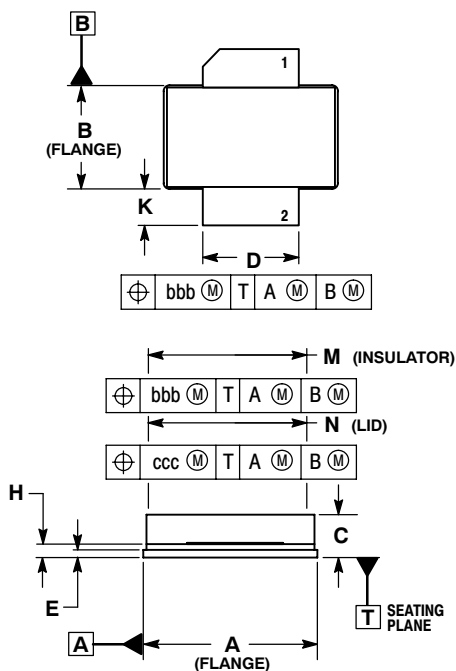 B
1
B
(FLANGE)
K
2
D
⌖ bbb Ⓜ T A Ⓜ B Ⓜ
M (INSULATOR)
⌖ bbb Ⓜ T A Ⓜ B Ⓜ
N (LID)
⌖ ccc Ⓜ T A Ⓜ B Ⓜ
H
C
E
T SEATING
PLANE
A
A
(FLANGE)